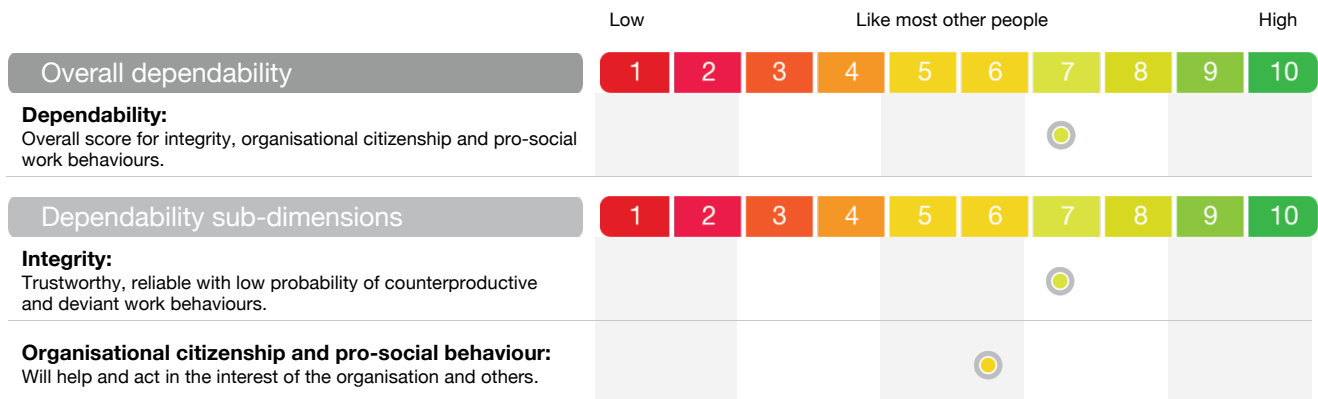 Low Like most other people High
Overall dependability 1 2 3 4 5 6 7 8 9 10
Dependability:
Overall score for integrity, organisational citizenship and pro-social
work behaviours.
Dependability sub-dimensions 1 2 3 4 5 6 7 8 9 10
Integrity:
Trustworthy, reliable with low probability of counterproductive
and deviant work behaviours.
Organisational citizenship and pro-social behaviour:
Will help and act in the interest of the organisation and others.